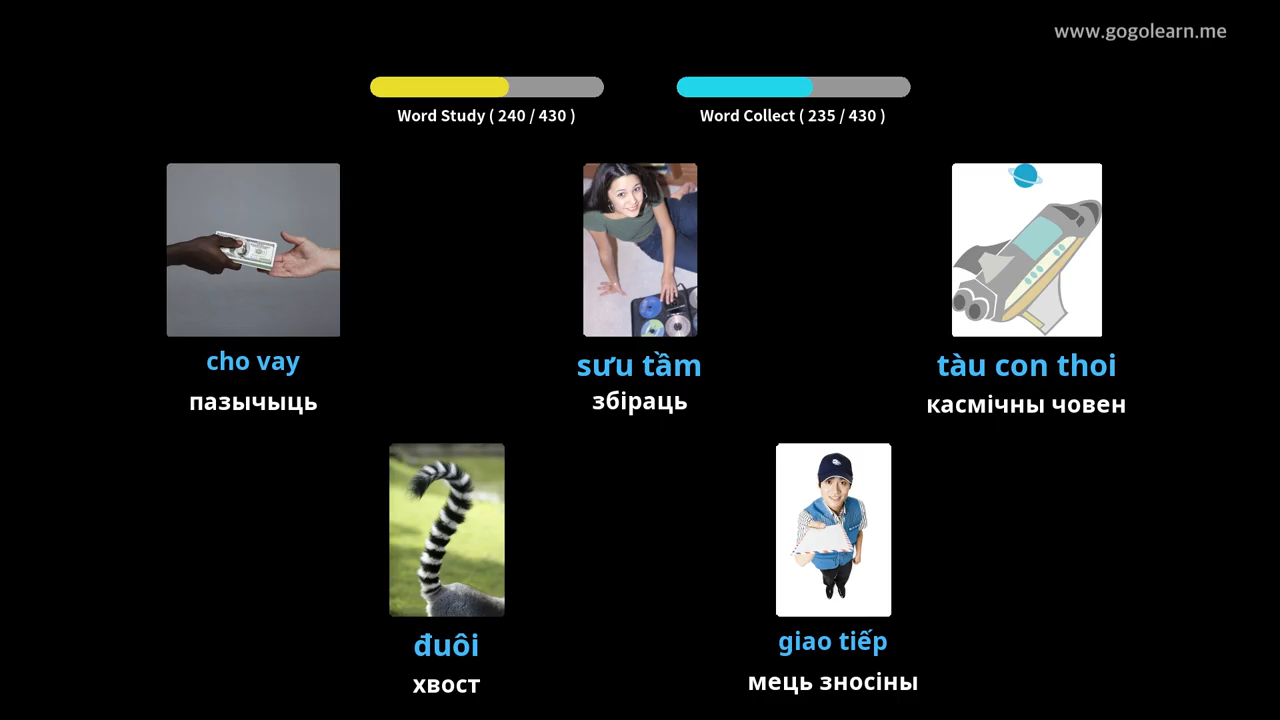 www.gogolearn.me
Word Study ( 240 / 430 )
Word Collect ( 235 / 430 )
cho vay
пазычыць
sưu tầm
збіраць
tàu con thoi
касмічны човен
đuôi
хвост
giao tiếp
мець зносіны